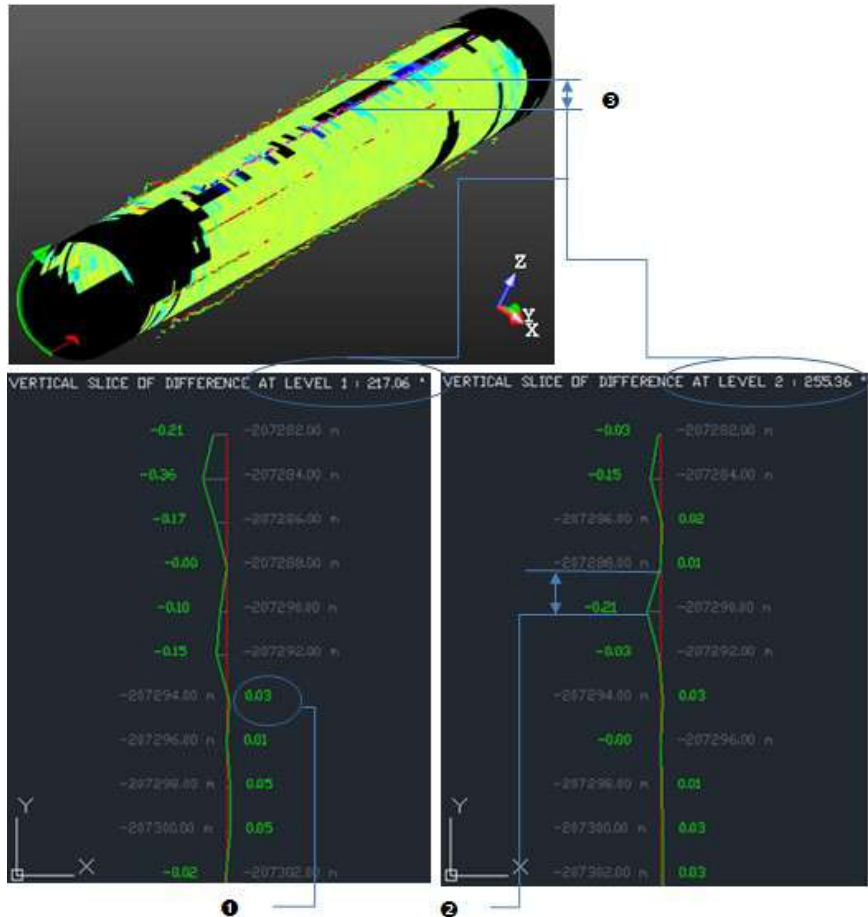 ❸
Z
Y
X
VERTICAL SLICE OF DIFFERENCE AT LEVEL 1 : 217.06 °
-0.21 -207282.00 m
-0.36 -207284.00 m
-0.17 -207286.00 m
-0.00 -207288.00 m
-0.10 -207290.00 m
-0.15 -207292.00 m
-207294.00 m 0.03
-207296.00 m 0.01
-207298.00 m 0.05
-207300.00 m 0.05
-0.02 -207302.00 m
Y
X
VERTICAL SLICE OF DIFFERENCE AT LEVEL 2 : 255.36 °
-0.03 -207282.00 m
-0.15 -207284.00 m
-207286.00 m 0.02
-207288.00 m 0.01
-0.21 -207290.00 m
-0.03 -207292.00 m
-207294.00 m 0.03
-0.00 -207296.00 m
-207298.00 m 0.01
-207300.00 m 0.03
-207302.00 m 0.03
Y
X
❶
❷